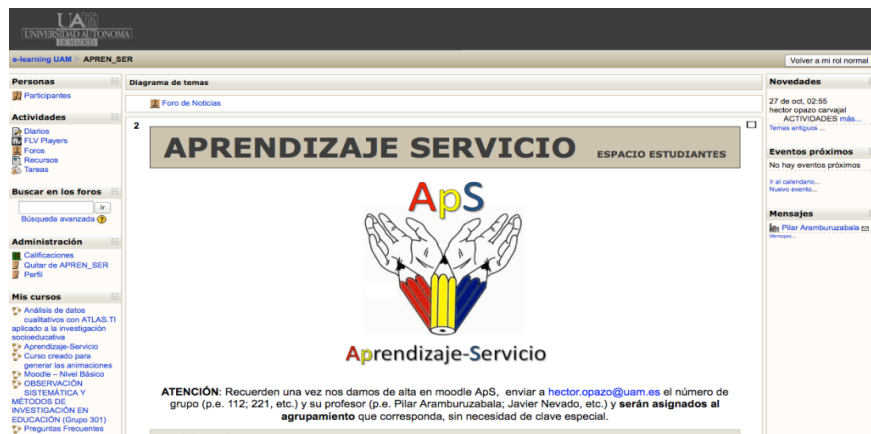 UAM
UNIVERSIDAD AUTONOMA
DE MADRID
e-learning UAM APREN_SER
Volver a mi rol normal
Personas
Participantes
Actividades
Diarios
FLV Players
Foros
Recursos
Tareas
Buscar en los foros
Ir
Búsqueda avanzada ?
Administración
Calificaciones
Quitar de APREN_SER
Perfil
Mis cursos
Análisis de datos
cualitativos con ATLAS.TI
aplicado a la investigación
socioeducativa
Aprendizaje-Servicio
Curso creado para
generar las animaciones
Moodle – Nivel Básico
OBSERVACIÓN
SISTEMÁTICA Y
MÉTODOS DE
INVESTIGACIÓN EN
EDUCACIÓN (Grupo 301)
Preguntas Frecuentes
Diagrama de temas
Foro de Noticias
2
APRENDIZAJE SERVICIO ESPACIO ESTUDIANTES
ApS
Aprendizaje-Servicio
ATENCIÓN: Recuerden una vez nos damos de alta en moodle ApS, enviar a hector.opazo@uam.es el número de
grupo (p.e. 112; 221, etc.) y su profesor (p.e. Pilar Aramburuzabala; Javier Nevado, etc.) y serán asignados al
agrupamiento que corresponda, sin necesidad de clave especial.
Novedades
27 de oct, 02:55
hector opazo carvajal
ACTIVIDADES más...
Temas antiguos ...
Eventos próximos
No hay eventos próximos
Ir al calendario...
Nuevo evento...
Mensajes
Pilar Aramburuzabala
Mensajes...